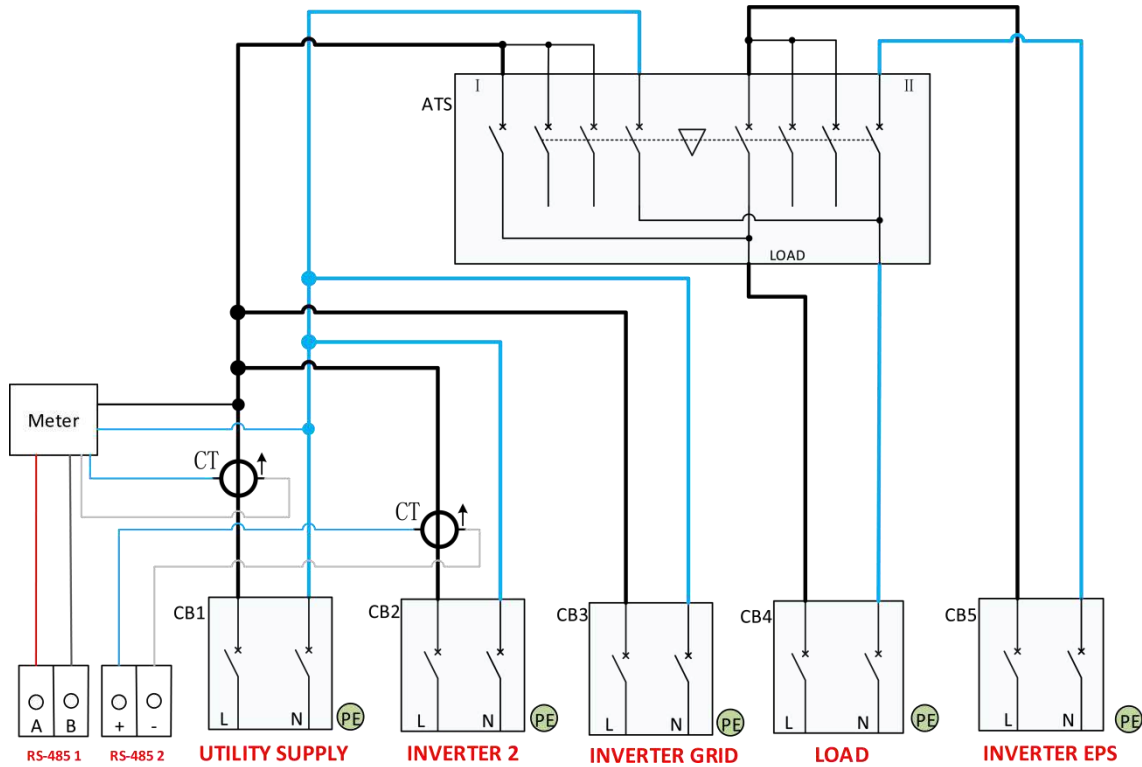 I
II
ATS
LOAD
Meter
CT
CT
CB1
CB2
CB3
CB4
CB5
L N PE
L N PE
L N PE
L N PE
L N PE
A B
+ -
RS-485 1
RS-485 2
UTILITY SUPPLY
INVERTER 2
INVERTER GRID
LOAD
INVERTER EPS